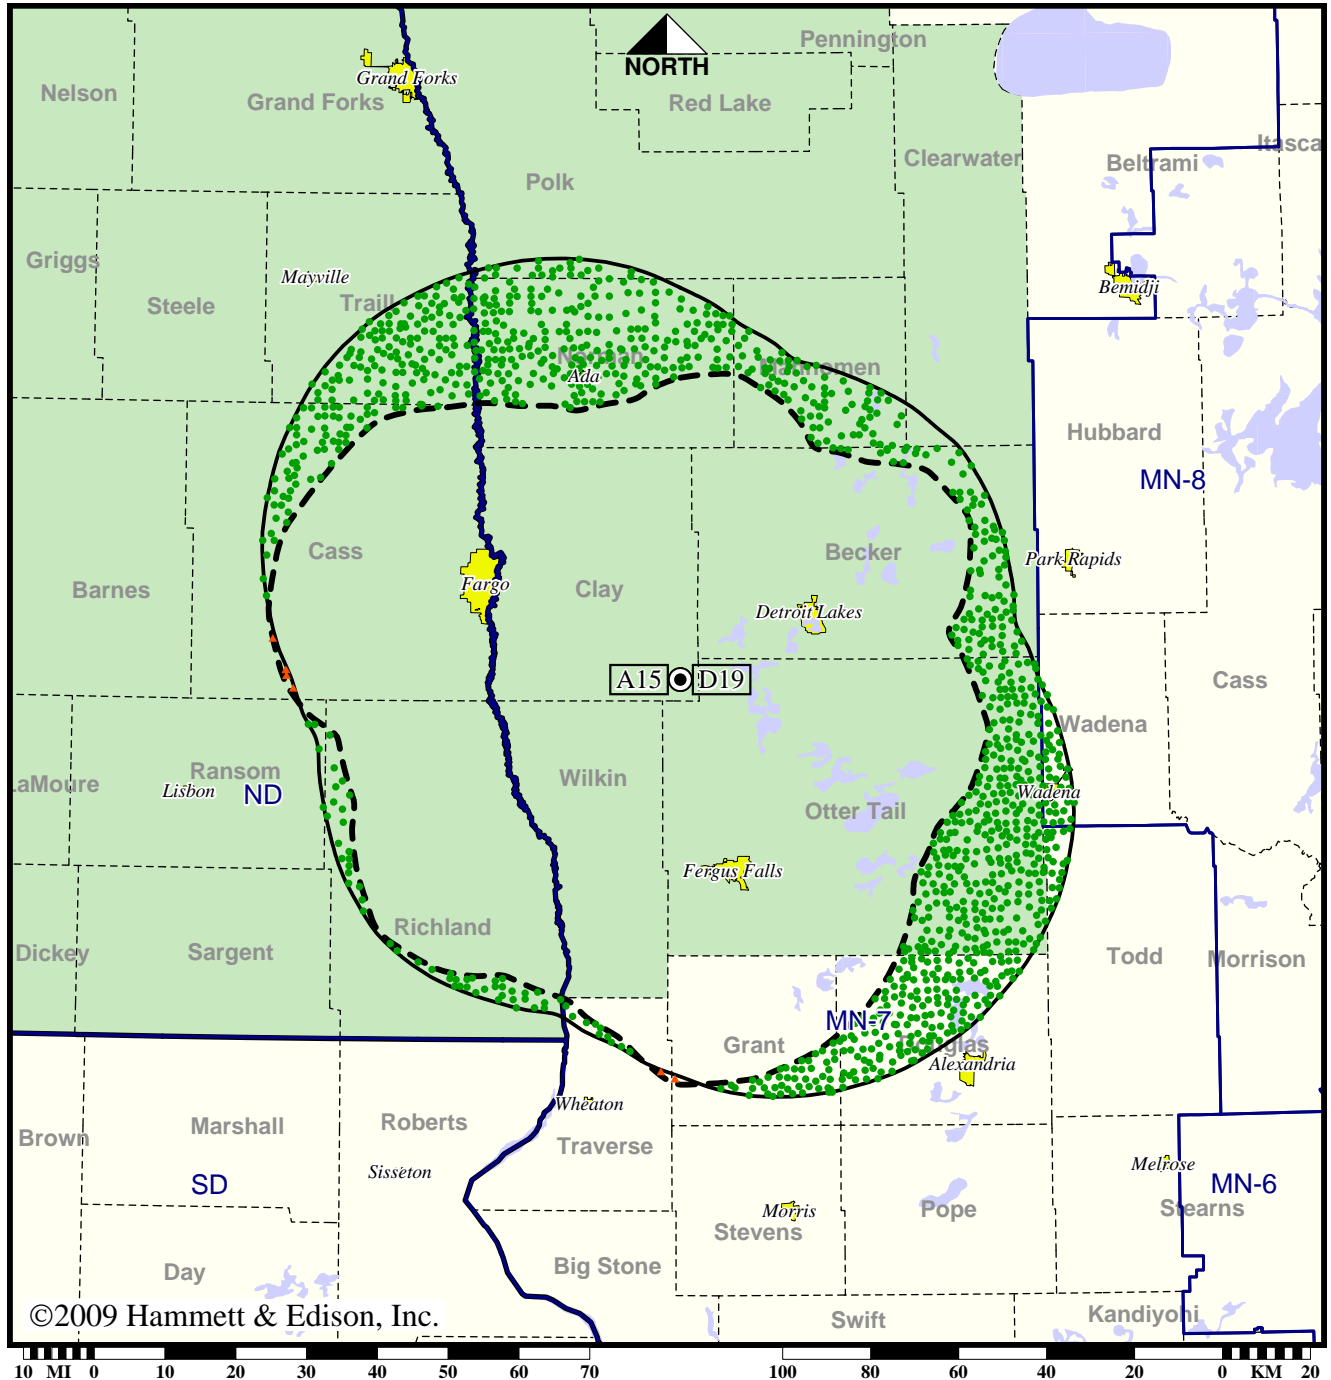 Pennington
NORTH
Grand Forks
Nelson
Grand Forks
Red Lake
Itasca
Clearwater
Beltrami
Polk
Griggs
Mayville
Steele
Traill
Bemidji
Norman
Mahnomen
Ada
Hubbard
MN-8
Cass
Becker
Park Rapids
Barnes
Fargo
Clay
Detroit Lakes
A15
D19
Cass
Wadena
Ransom
Wilkin
LaMoure
Lisbon
ND
Wadena
Otter Tail
Fergus Falls
Richland
Dickey
Sargent
Todd
Morrison
MN-7
Grant
Douglas
Alexandria
Wheaton
Brown
Marshall
Roberts
Traverse
Sisseton
Melrose
SD
MN-6
Morris
Pope
Stearns
Stevens
Day
Big Stone
©2009 Hammett & Edison, Inc.
Swift
Kandiyohi
10 MI 0 10 20 30 40 50 60 70 100 80 60 40 20 0 KM 20